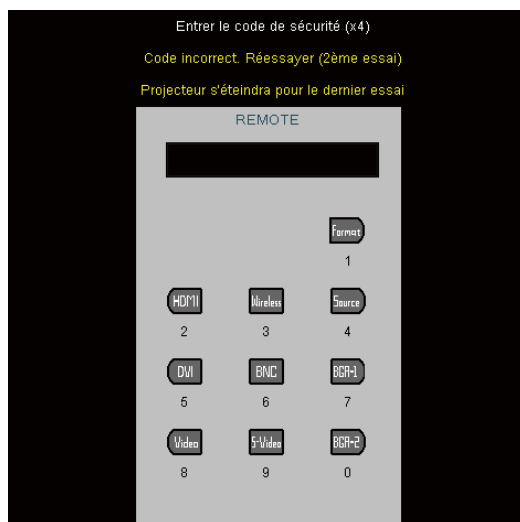 Entrer le code de sécurité (x4)
Code incorrect. Réessayer (2ème essai)
Projecteur s'éteindra pour le dernier essai
REMOTE
Format
1
HDMI Wireless Source
2 3 4
DVI BNC BGA-1
5 6 7
Video S-Video BGA-2
8 9 0